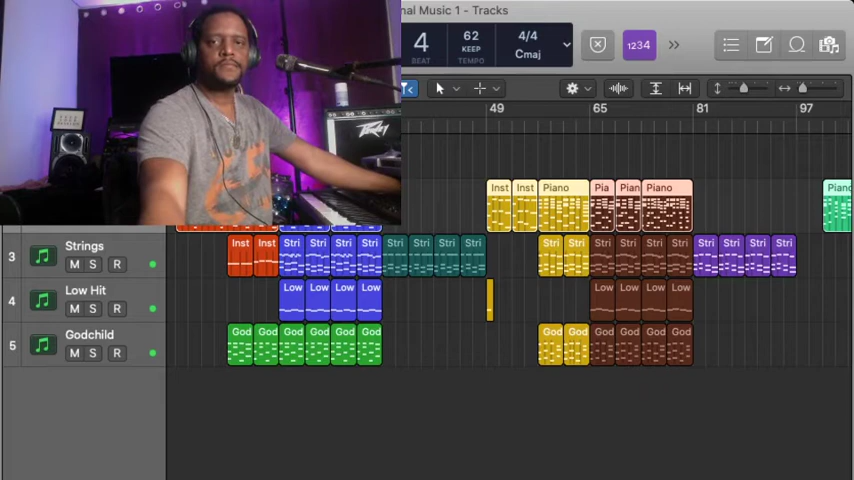 nal Music 1 - Tracks
4 62 4/4
KEEP Cmaj 1234
BEAT TEMPO
49 65 81 97
PEAVEY
Inst Inst Piano Pia Pian Piano Piano
3 Strings Inst Inst Stri Stri Stri Stri Stri Stri Stri Stri Stri Stri Stri Stri Stri Stri Stri Stri Stri Stri
M S R
4 Low Hit Low Low Low Low Low Low Low Low
M S R
5 Godchild God God God God God God God God God God God God
M S R